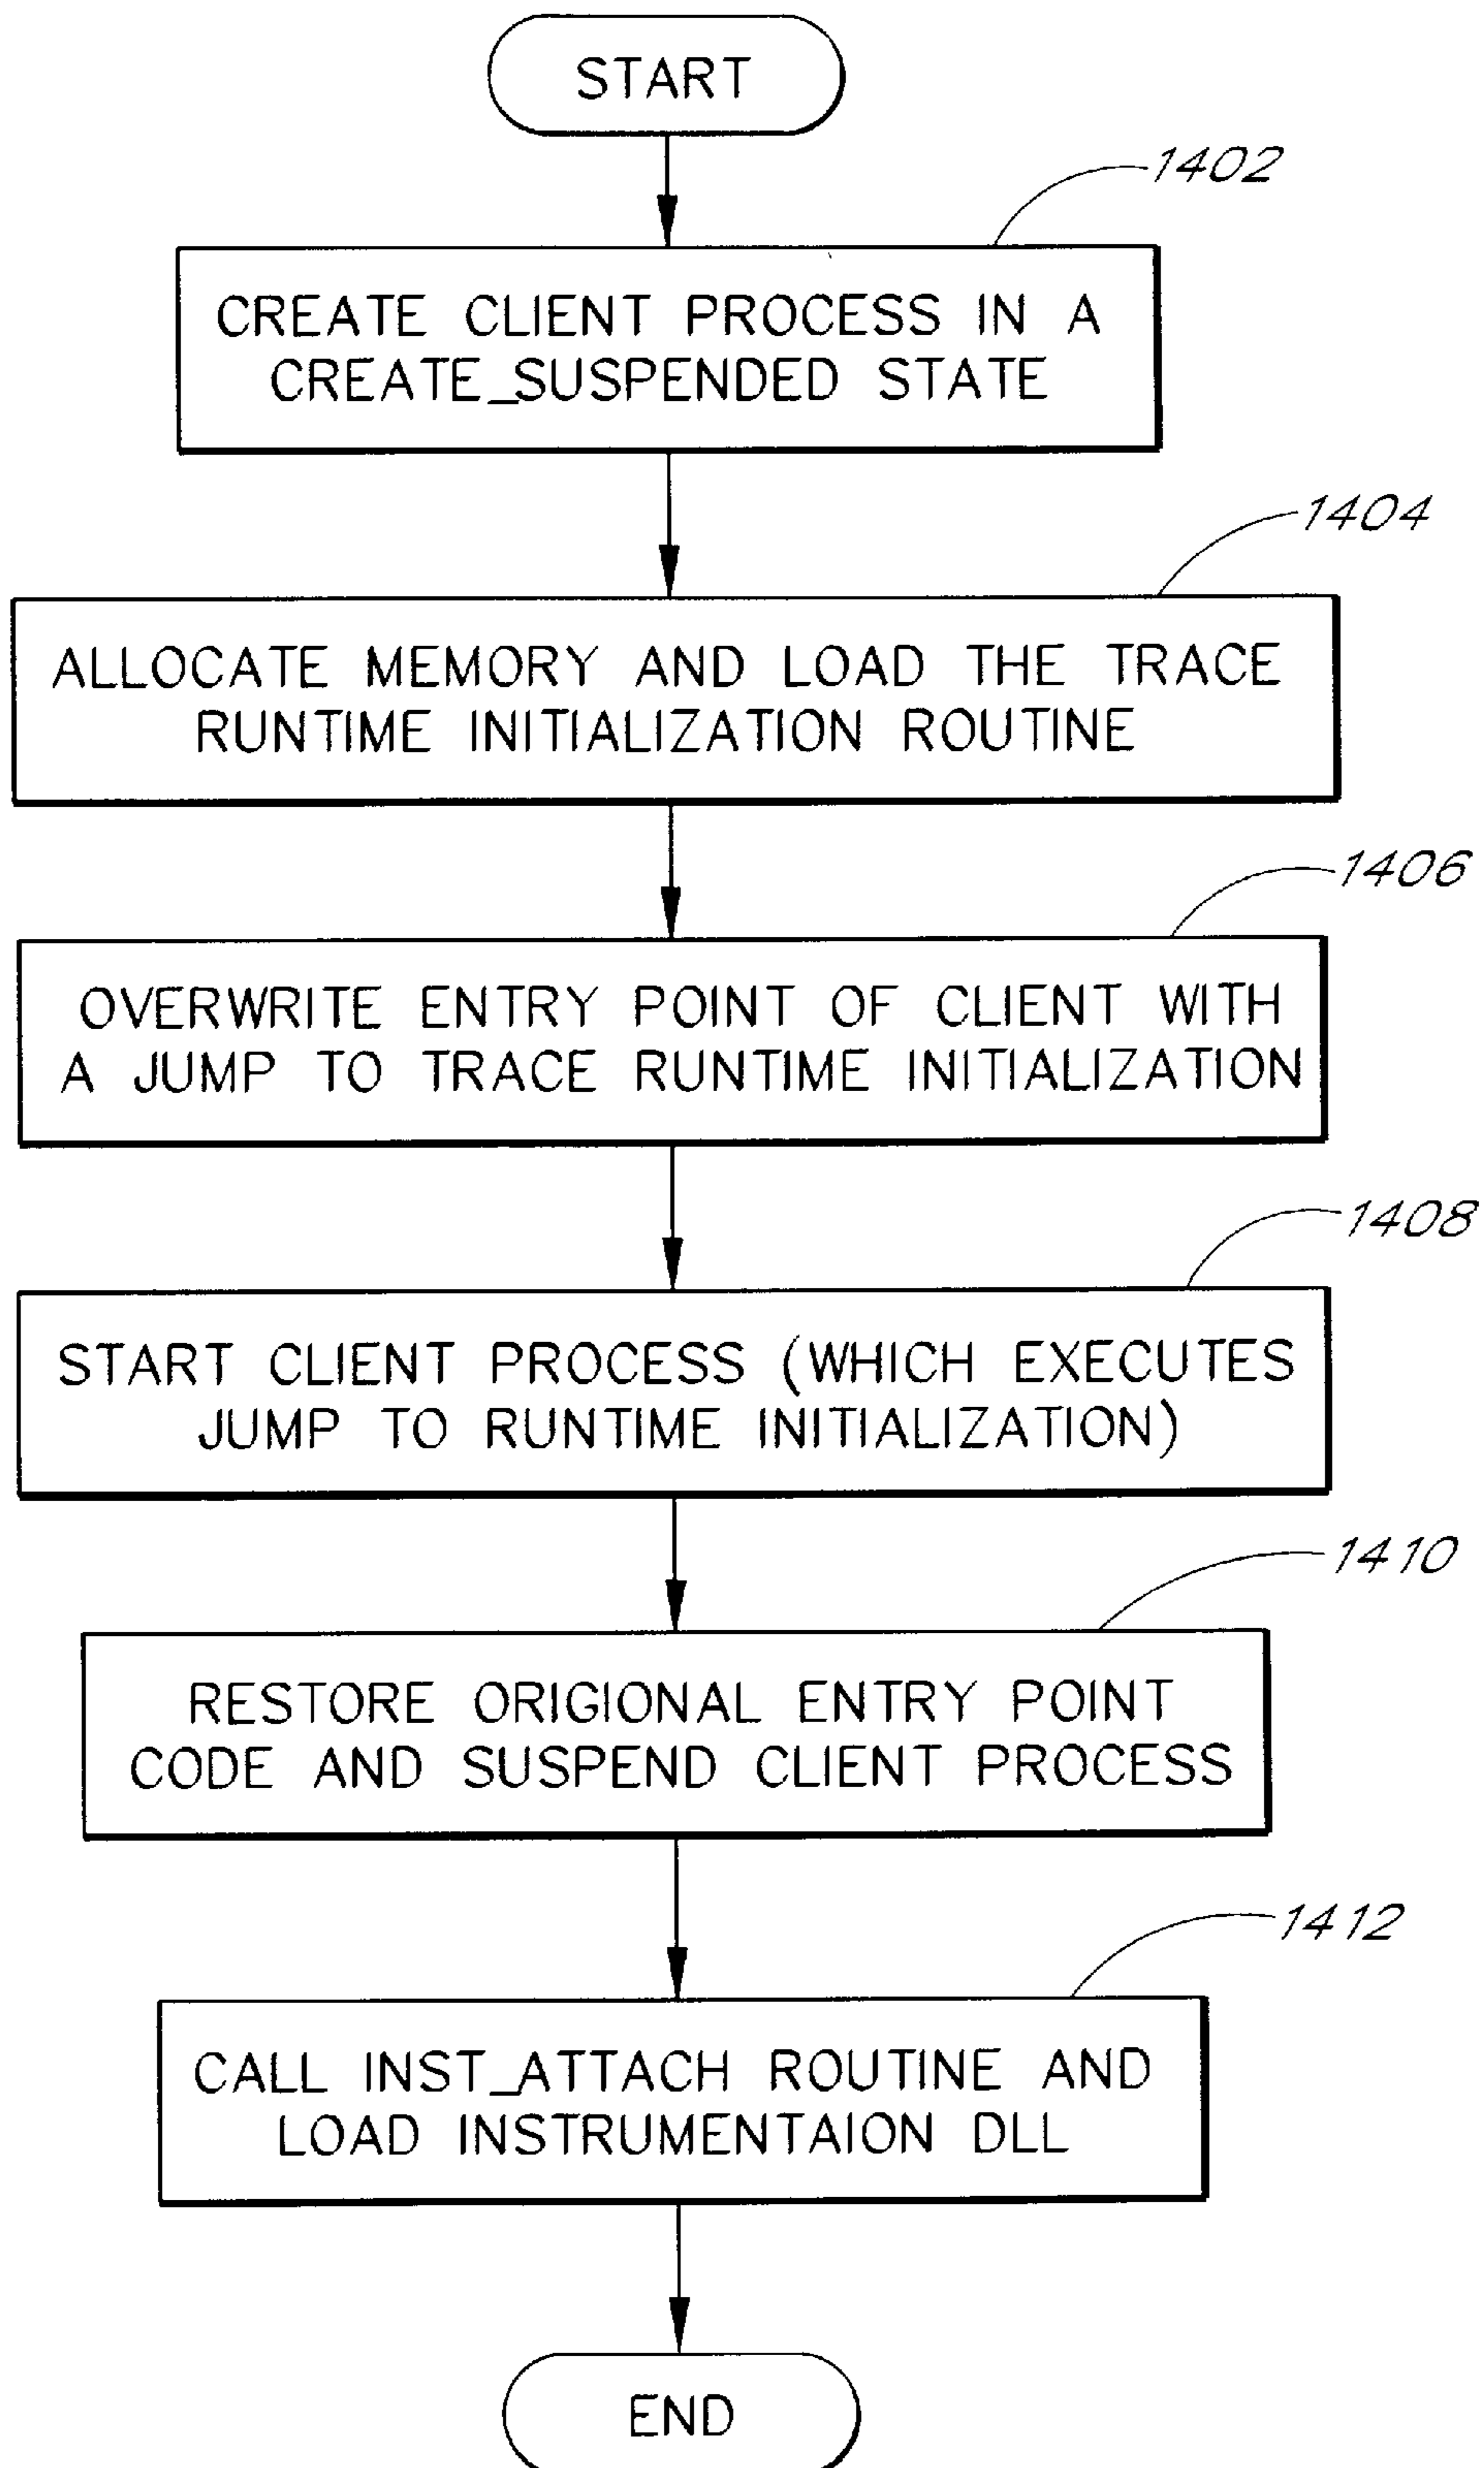 START
1402
CREATE CLIENT PROCESS IN A
CREATE_SUSPENDED STATE
1404
ALLOCATE MEMORY AND LOAD THE TRACE
RUNTIME INITIALIZATION ROUTINE
1406
OVERWRITE ENTRY POINT OF CLIENT WITH
A JUMP TO TRACE RUNTIME INITIALIZATION
1408
START CLIENT PROCESS (WHICH EXECUTES
JUMP TO RUNTIME INITIALIZATION)
1410
RESTORE ORIGIONAL ENTRY POINT
CODE AND SUSPEND CLIENT PROCESS
1412
CALL INST_ATTACH ROUTINE AND
LOAD INSTRUMENTAION DLL
END